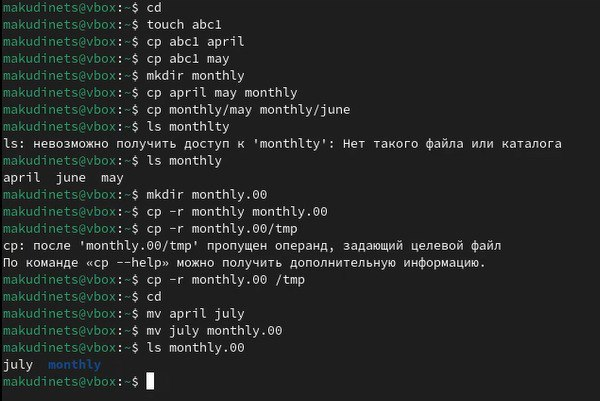 makudinets@vbox:~$ cd
makudinets@vbox:~$ touch abc1
makudinets@vbox:~$ cp abc1 april
makudinets@vbox:~$ cp abc1 may
makudinets@vbox:~$ mkdir monthly
makudinets@vbox:~$ cp april may monthly
makudinets@vbox:~$ cp monthly/may monthly/june
makudinets@vbox:~$ ls monthlty
ls: невозможно получить доступ к 'monthlty': Нет такого файла или каталога
makudinets@vbox:~$ ls monthly
april  june  may
makudinets@vbox:~$ mkdir monthly.00
makudinets@vbox:~$ cp -r monthly monthly.00
makudinets@vbox:~$ cp -r monthly.00/tmp
cp: после 'monthly.00/tmp' пропущен операнд, задающий целевой файл
По команде «cp --help» можно получить дополнительную информацию.
makudinets@vbox:~$ cp -r monthly.00 /tmp
makudinets@vbox:~$ cd
makudinets@vbox:~$ mv april july
makudinets@vbox:~$ mv july monthly.00
makudinets@vbox:~$ ls monthly.00
july  monthly
makudinets@vbox:~$